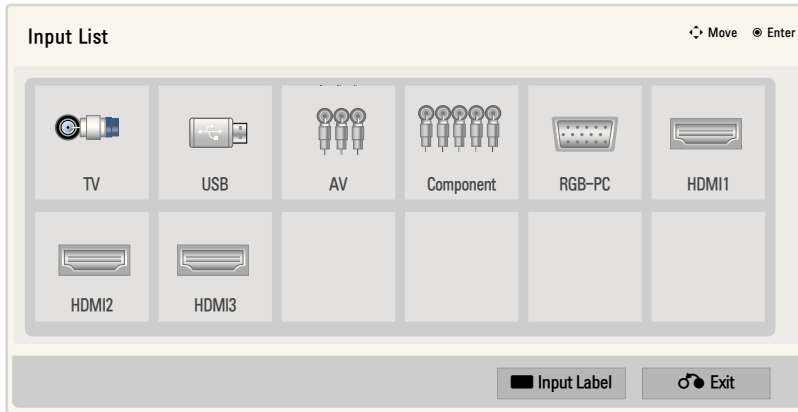 Input List
Move
Enter
TV
USB
AV
Component
RGB-PC
HDMI1
HDMI2
HDMI3
Input Label
Exit